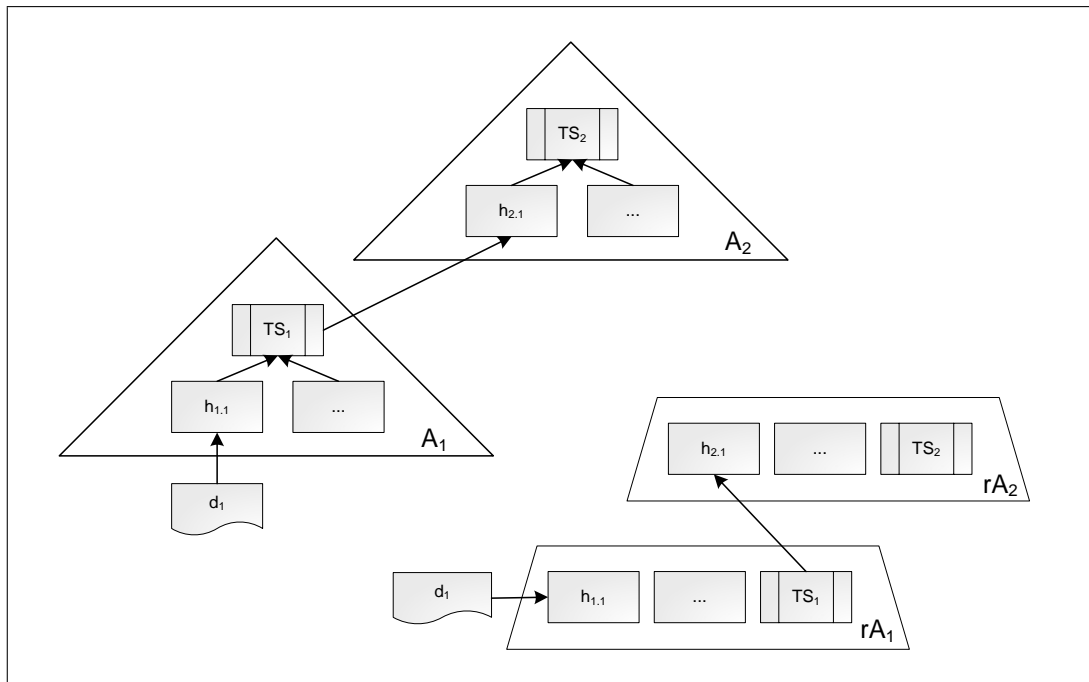 TS₂
h₂.₁
...
A₂
TS₁
h₁.₁
...
A₁
d₁
h₂.₁
...
TS₂
rA₂
d₁
h₁.₁
...
TS₁
rA₁